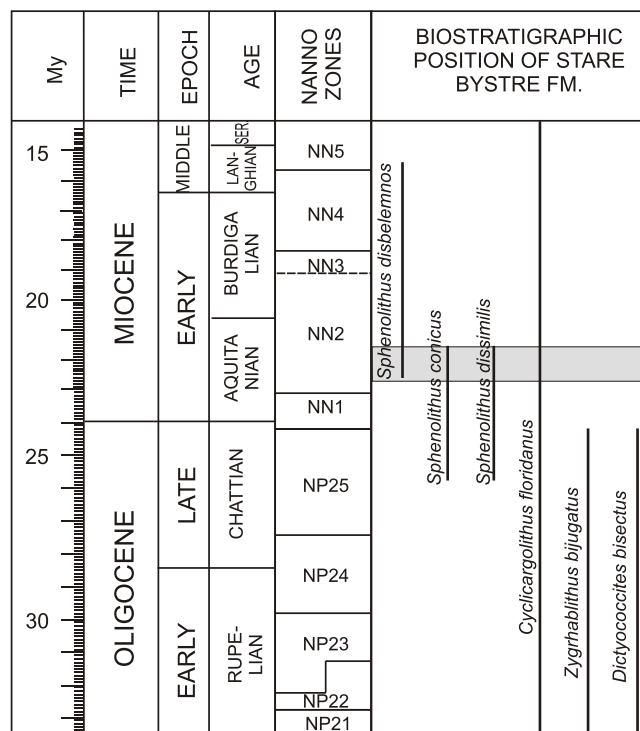 My
TIME
EPOCH
AGE
NANNO
ZONES
BIOSTRATIGRAPHIC
POSITION OF STARE
BYSTRE FM.
15
20
25
30
MIOCENE
OLIGOCENE
MIDDLE
EARLY
LATE
EARLY
SER
LAN-
GHIAN
BURDIGA
LIAN
AQUITA
NIAN
CHATTIAN
RUPE-
LIAN
NN5
NN4
NN3
NN2
NN1
NP25
NP24
NP23
NP22
NP21
Sphenolithus disbelemnos
Sphenolithus conicus
Sphenolithus dissimilis
Cyclicargolithus floridanus
Zygrhablithus bijugatus
Dictyococcites bisectus